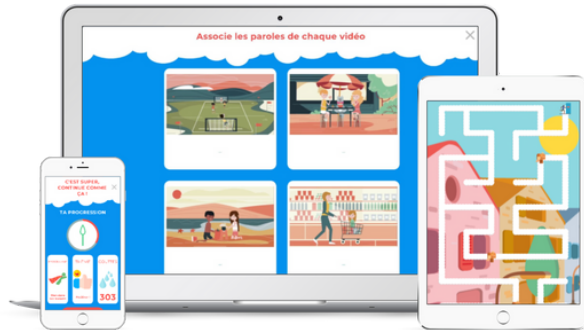 Associe les paroles de chaque vidéo
C'EST SUPER,
CONTINUE COMME
ÇA !
TA PROGRESSION
303